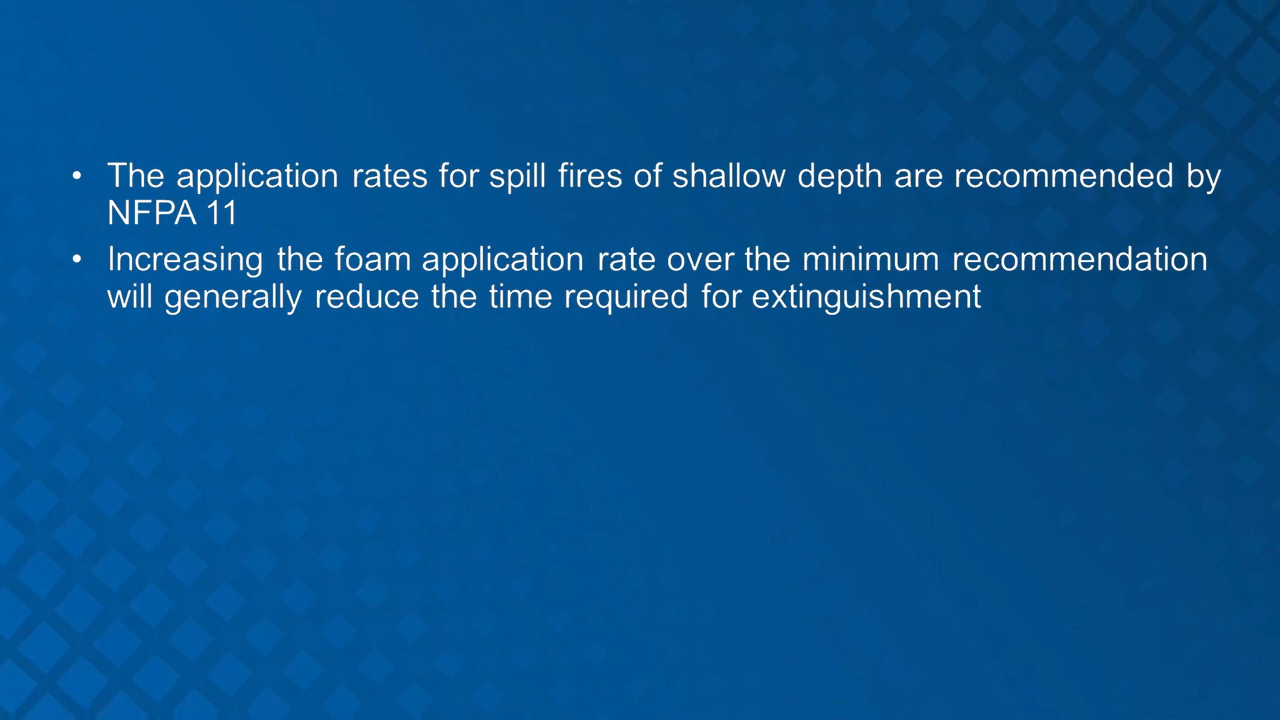 • The application rates for spill fires of shallow depth are recommended by
NFPA 11
• Increasing the foam application rate over the minimum recommendation
will generally reduce the time required for extinguishment